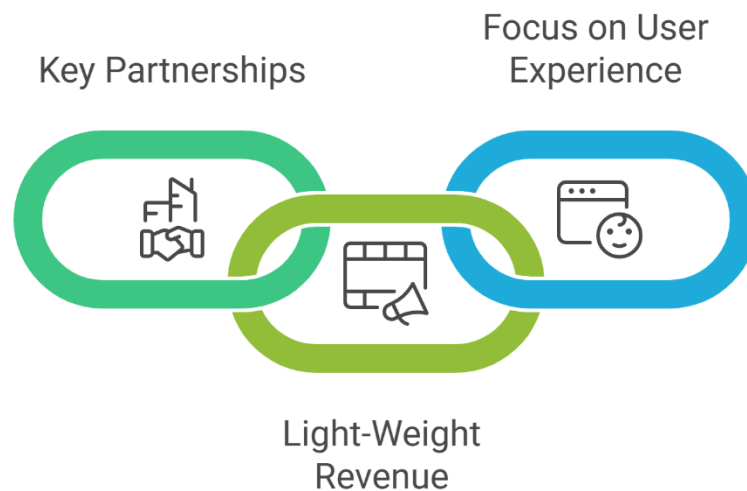 Key Partnerships
Focus on User
Experience
Light-Weight
Revenue